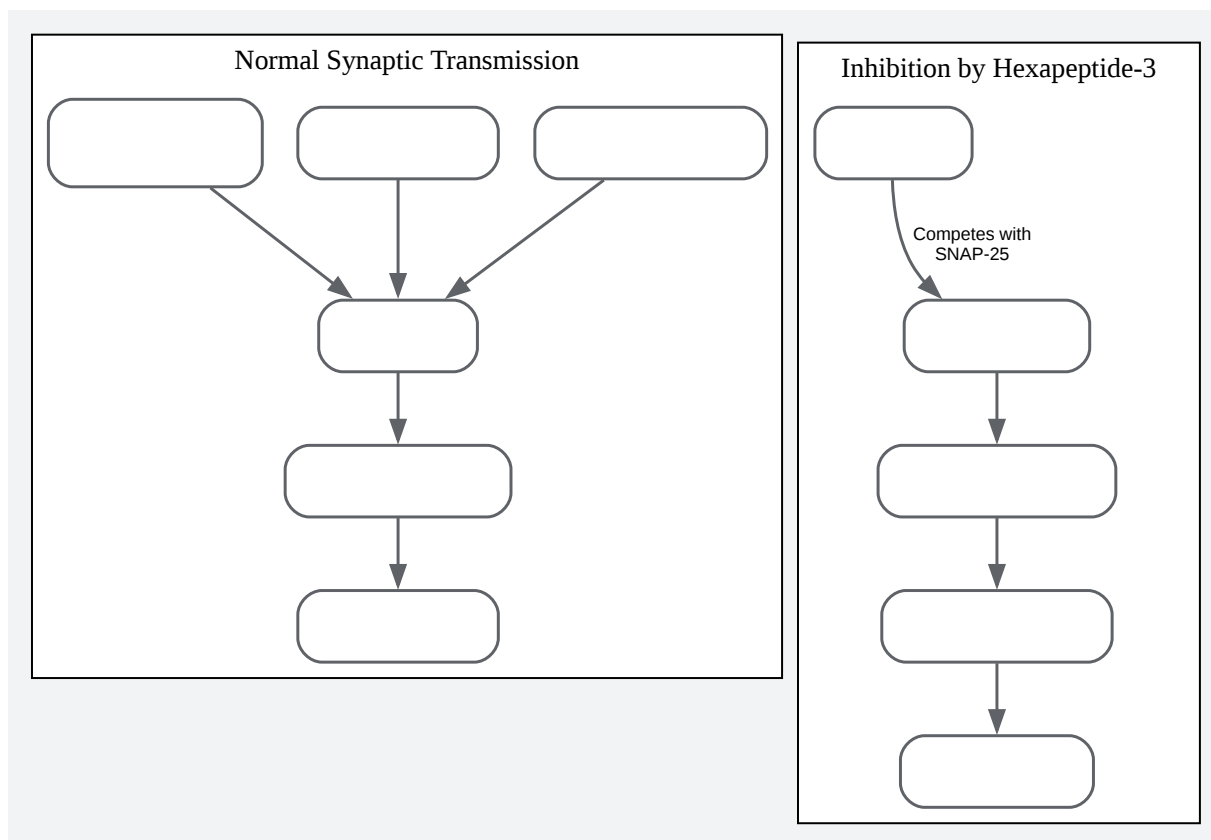 Normal Synaptic Transmission
Inhibition by Hexapeptide-3
Competes with
SNAP-25